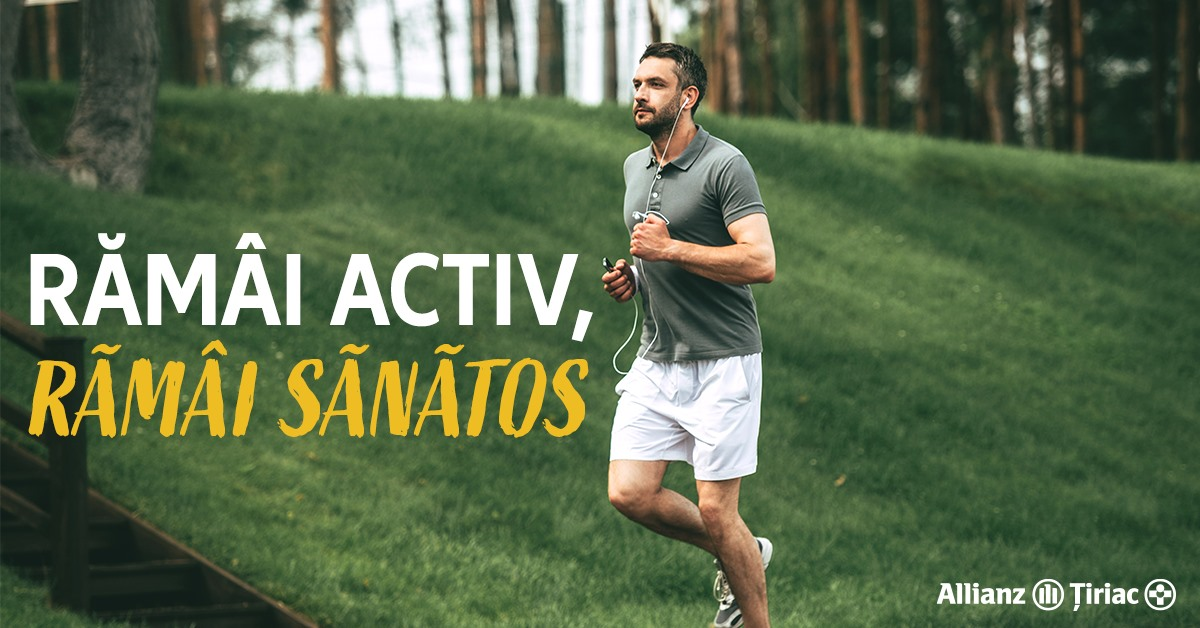 RĂMÂI ACTIV,
RÃMÂI SÃNÃTOS
Allianz Țiriac